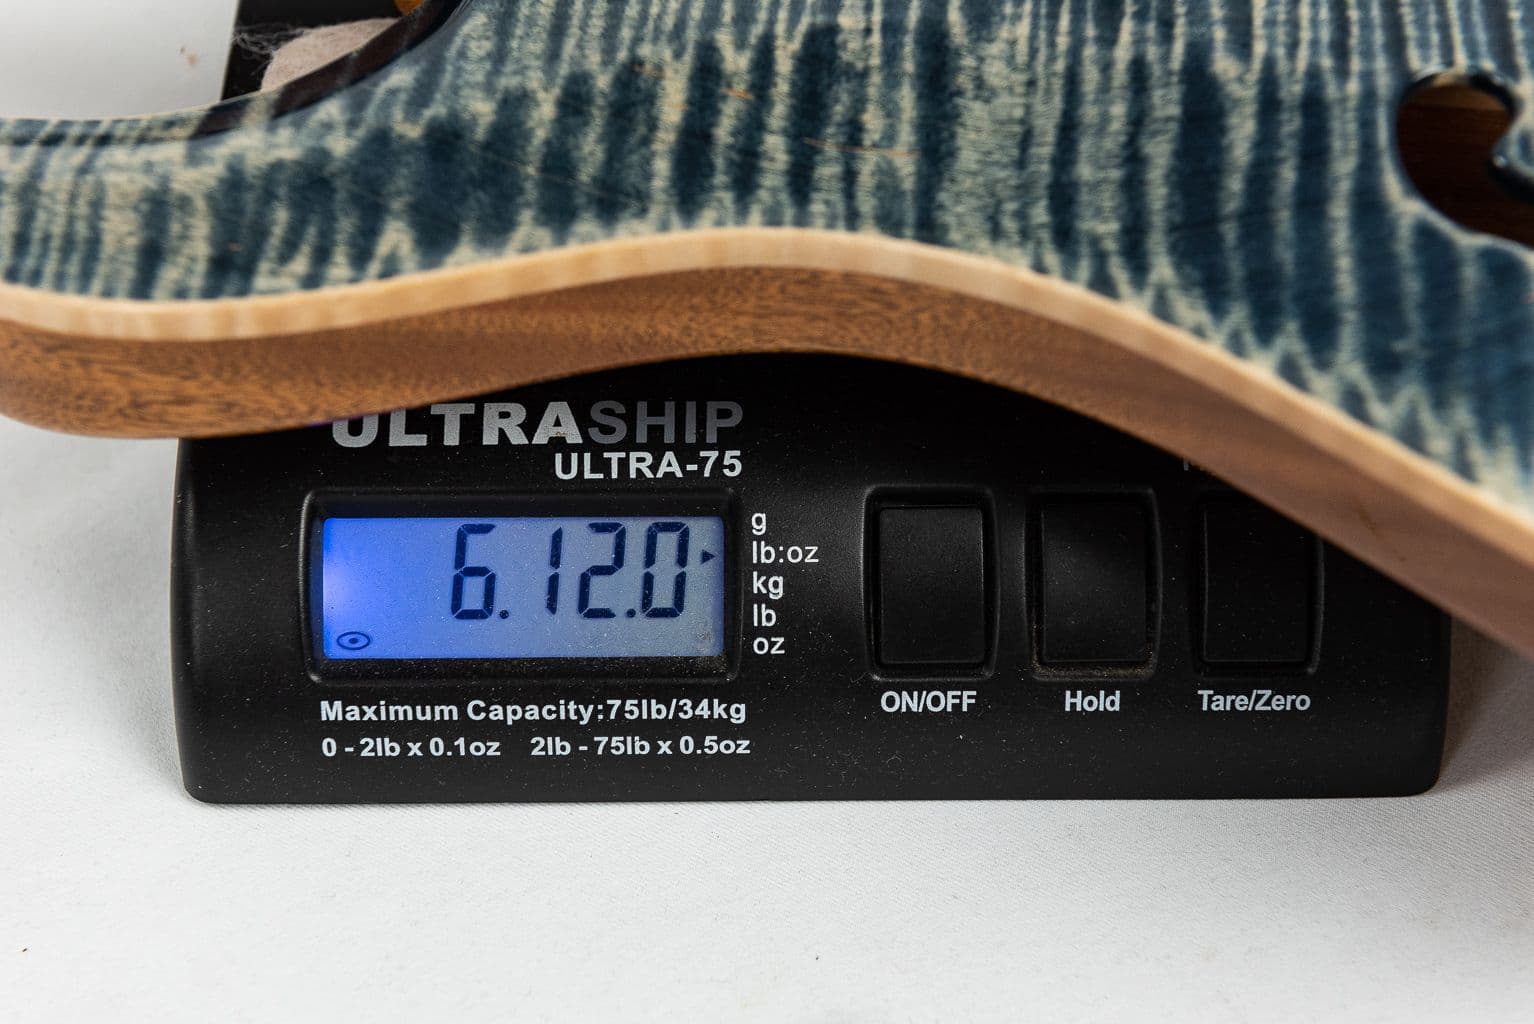 ULTRASHIP
ULTRA-75
6.12.0
g
lb:oz
kg
lb
oz
Maximum Capacity:75lb/34kg
0 - 2lb x 0.1oz 2lb - 75lb x 0.5oz
ON/OFF
Hold
Tare/Zero